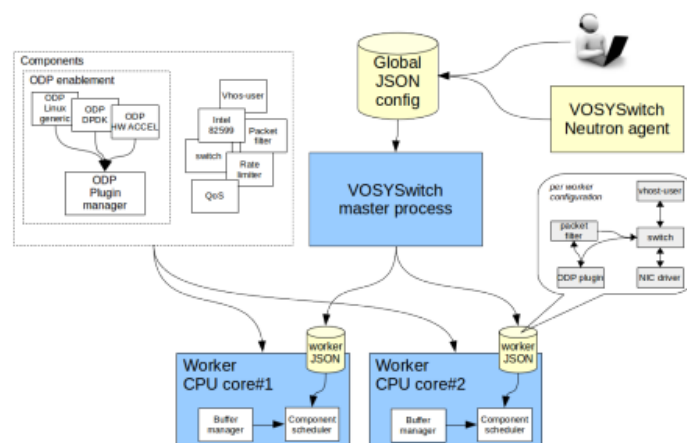 Components
ODP enablement
ODP
Linux
generic
ODP
DPDK
ODP
HW ACCEL
ODP
Plugin
manager
Vhos-user
Intel
82599
Packet
filter
switch
Rate
limiter
QoS
Global
JSON
config
VOSYSwitch
Neutron agent
VOSYSwitch
master process
per worker
configuration
vhost-user
packet
filter
switch
ODP plugin
NIC driver
worker
JSON
Worker
CPU core#1
Buffer
manager
Component
scheduler
worker
JSON
Worker
CPU core#2
Buffer
manager
Component
scheduler